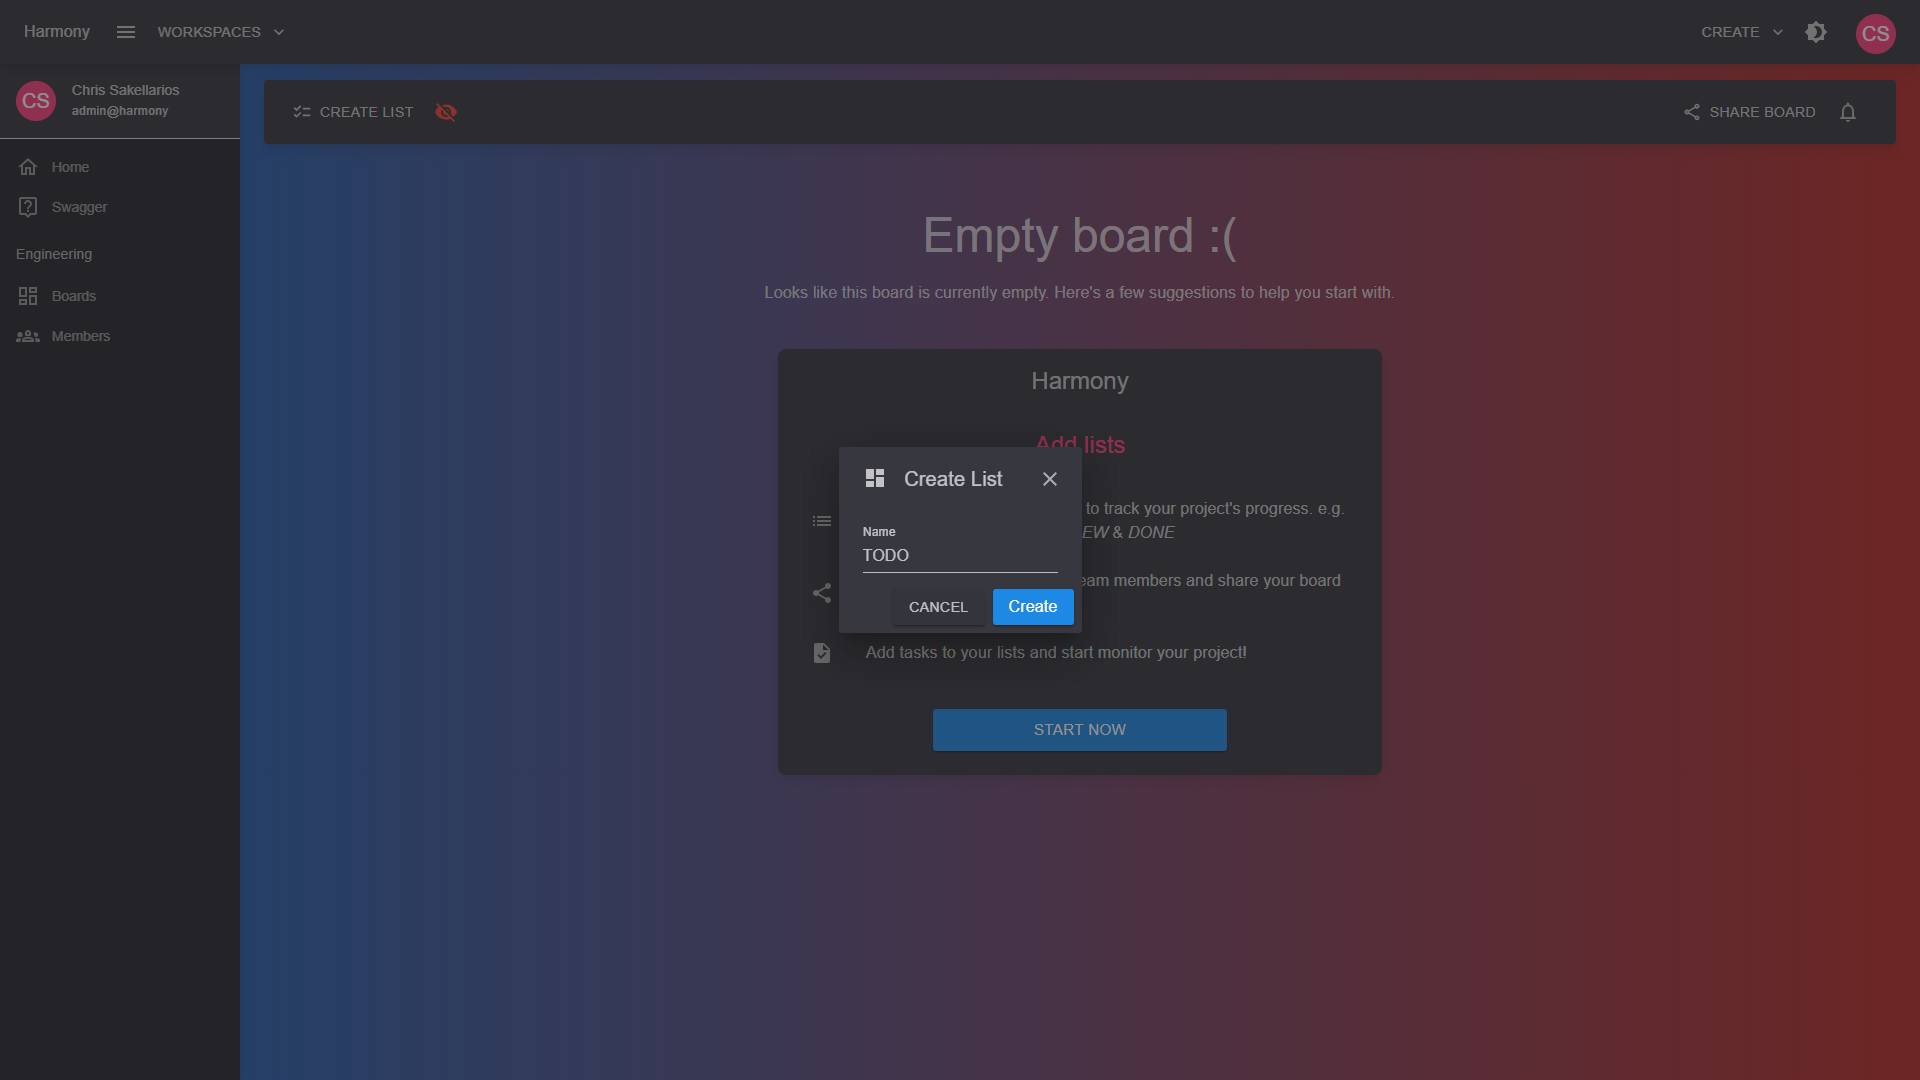 Harmony
WORKSPACES
CREATE
CS
CS
Chris Sakellarios
admin@harmony
Home
Swagger
Engineering
Boards
Members
CREATE LIST
SHARE BOARD
Empty board :(
Looks like this board is currently empty. Here's a few suggestions to help you start with.
Harmony
Add lists
to track your project's progress. e.g.
EW & DONE
eam members and share your board
Add tasks to your lists and start monitor your project!
START NOW
Create List
Name
TODO
CANCEL
Create